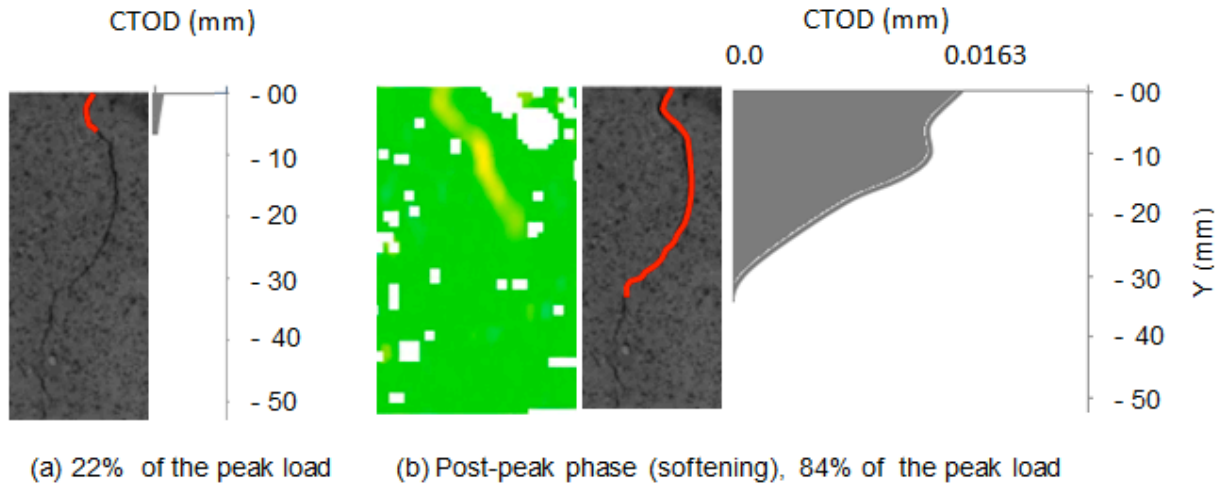 CTOD (mm)
CTOD (mm)
0.0 0.0163
- 00
- 10
- 20
- 30
- 40
- 50
- 00
- 10
- 20
- 30
- 40
- 50
Y (mm)
(a) 22% of the peak load
(b) Post-peak phase (softening), 84% of the peak load